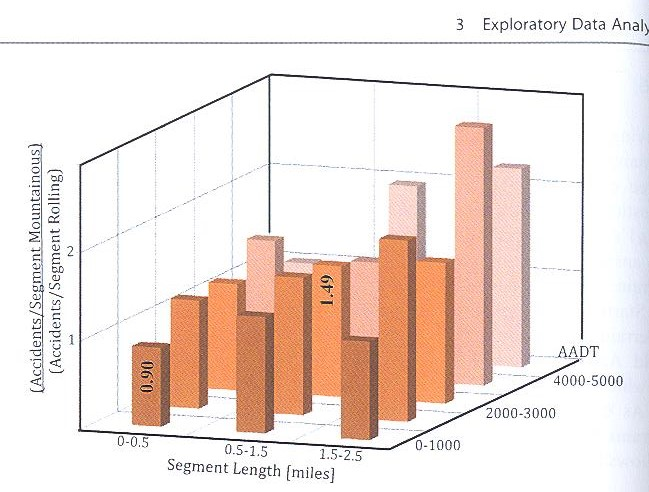 3 Exploratory Data Analy
(Accidents/Segment Mountainous)
(Accidents/Segment Rolling)
2
1
0.90
1.49
0-0.5
0.5-1.5
1.5-2.5
Segment Length [miles]
0-1000
2000-3000
4000-5000
AADT